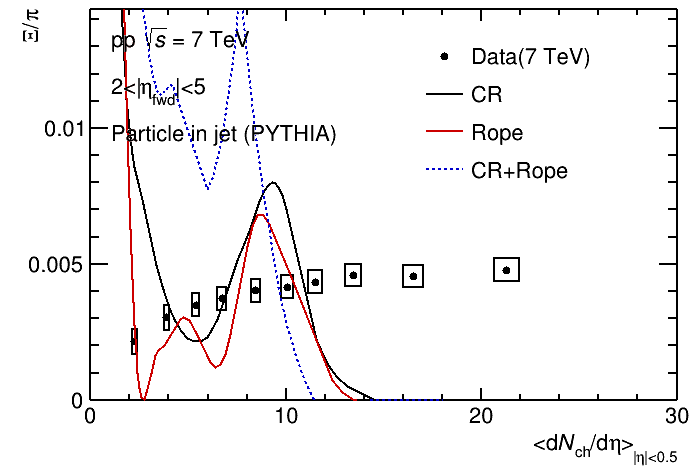 Ξ/π
pp √s = 7 TeV
2<|η_fwd|<5
Particle in jet (PYTHIA)
Data(7 TeV)
CR
Rope
CR+Rope
0.01
0.005
0
0 10 20 30
<dN_ch/dη>_|η|<0.5